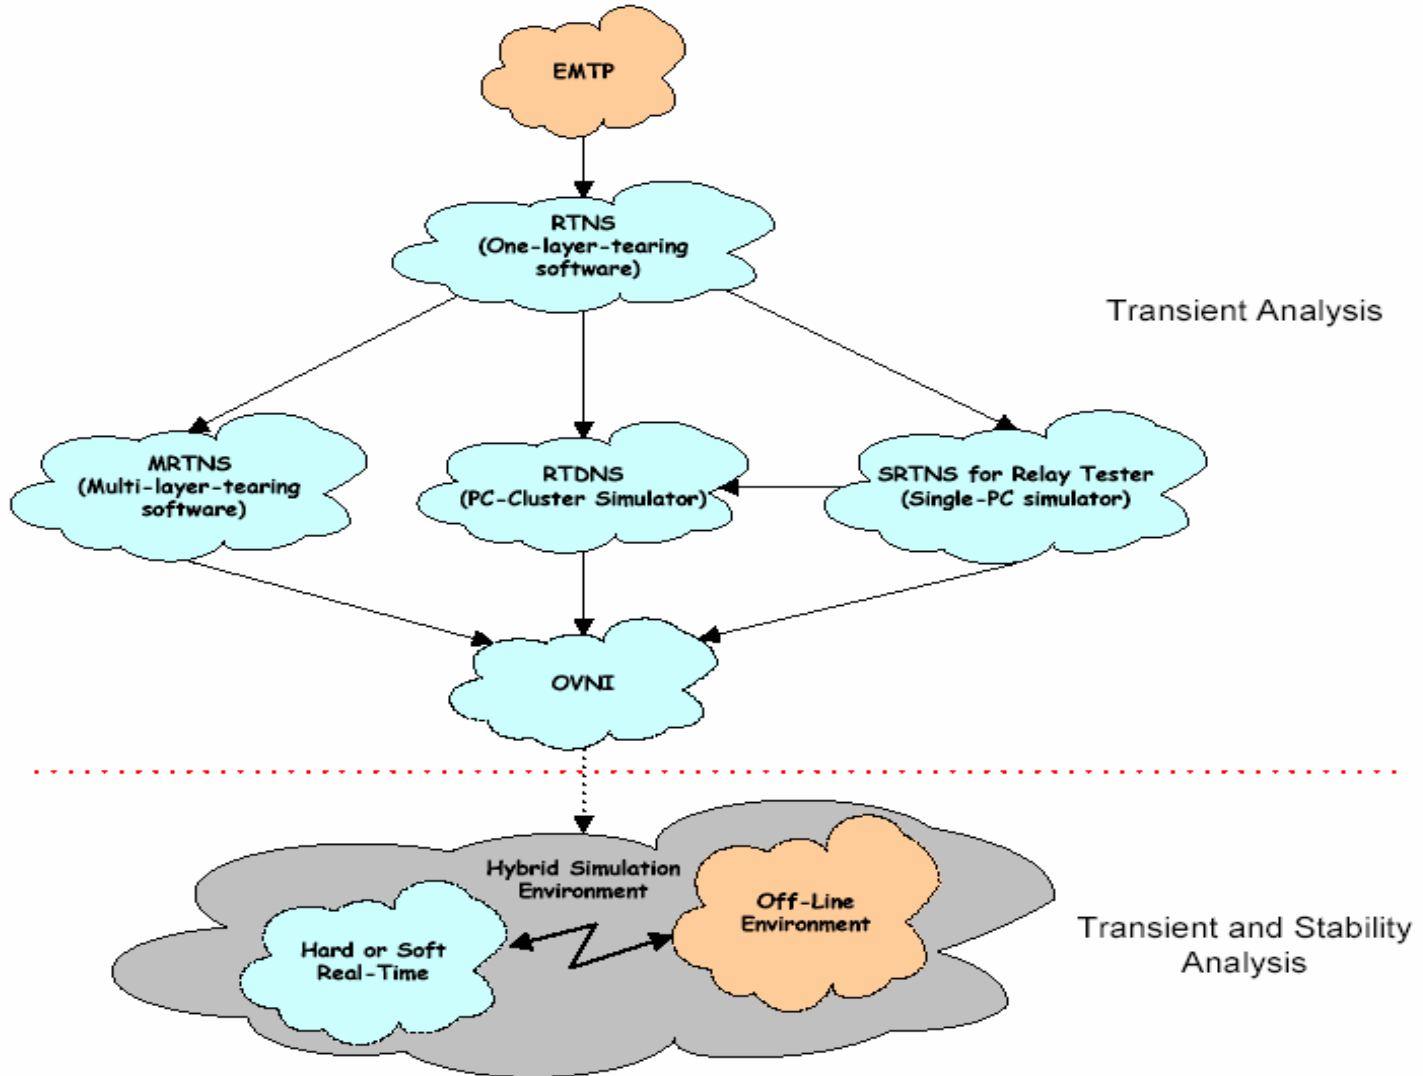 EMTP
RTNS
(One-layer-tearing
software)
Transient Analysis
MRTNS
(Multi-layer-tearing
software)
RTDNS
(PC-Cluster Simulator)
SRTNS for Relay Tester
(Single-PC simulator)
OVNI
Hybrid Simulation
Environment
Off-Line
Environment
Hard or Soft
Real-Time
Transient and Stability
Analysis